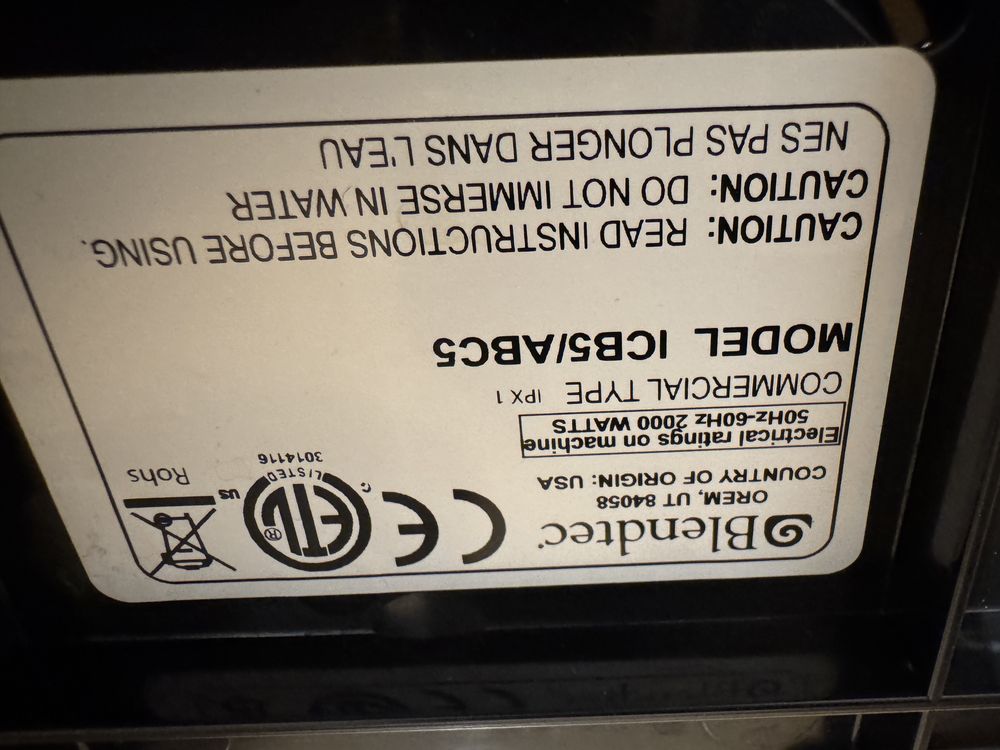 Blendtec
OREM, UT 84058
COUNTRY OF ORIGIN: USA
Electrical ratings on machine
50Hz-60Hz 2000 WATTS
COMMERCIAL TYPE IPX 1
MODEL ICB5/ABC5
CAUTION: READ INSTRUCTIONS BEFORE USING.
CAUTION: DO NOT IMMERSE IN WATER
NES PAS PLONGER DANS L'EAU
CE
C ETL US
LISTED
3014116
Rohs